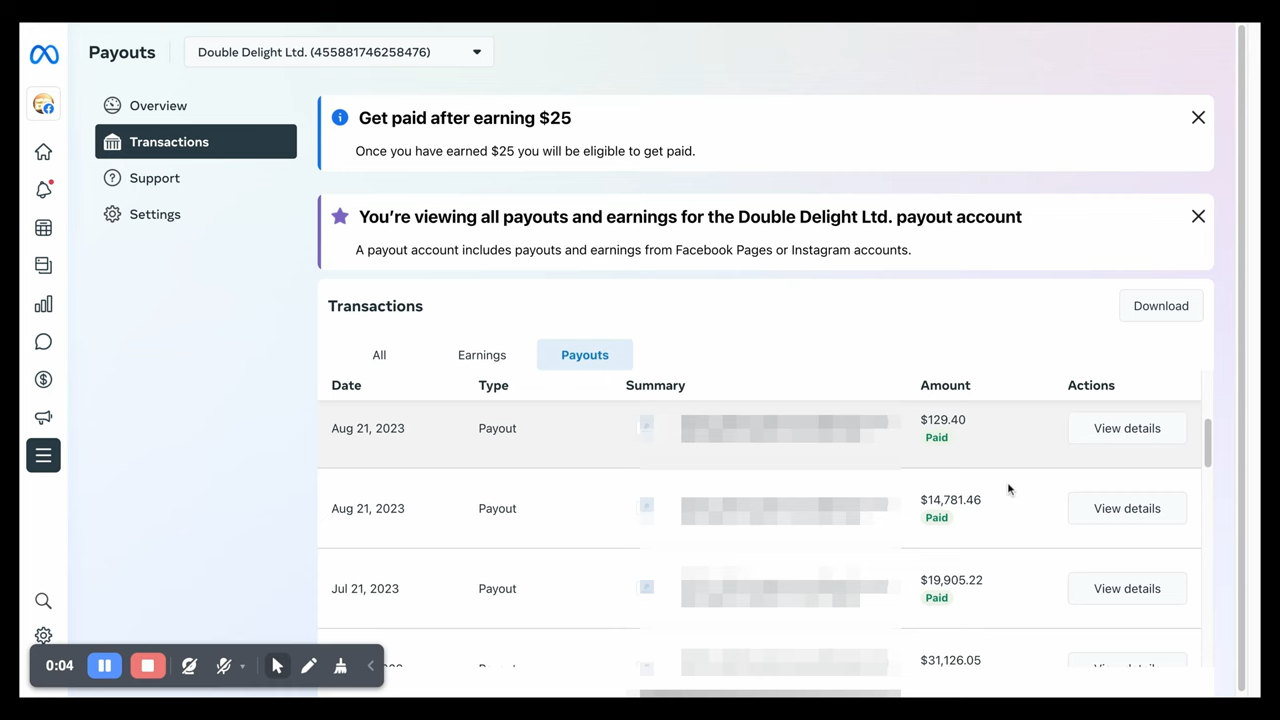 Payouts
Double Delight Ltd. (455881746258476)
Overview
Transactions
Support
Settings
Get paid after earning $25
Once you have earned $25 you will be eligible to get paid.
You're viewing all payouts and earnings for the Double Delight Ltd. payout account
A payout account includes payouts and earnings from Facebook Pages or Instagram accounts.
Transactions
Download
All Earnings Payouts
Date Type Summary Amount Actions
Aug 21, 2023 Payout $129.40 Paid View details
Aug 21, 2023 Payout $14,781.46 Paid View details
Jul 21, 2023 Payout $19,905.22 Paid View details
$31,126.05
0:04